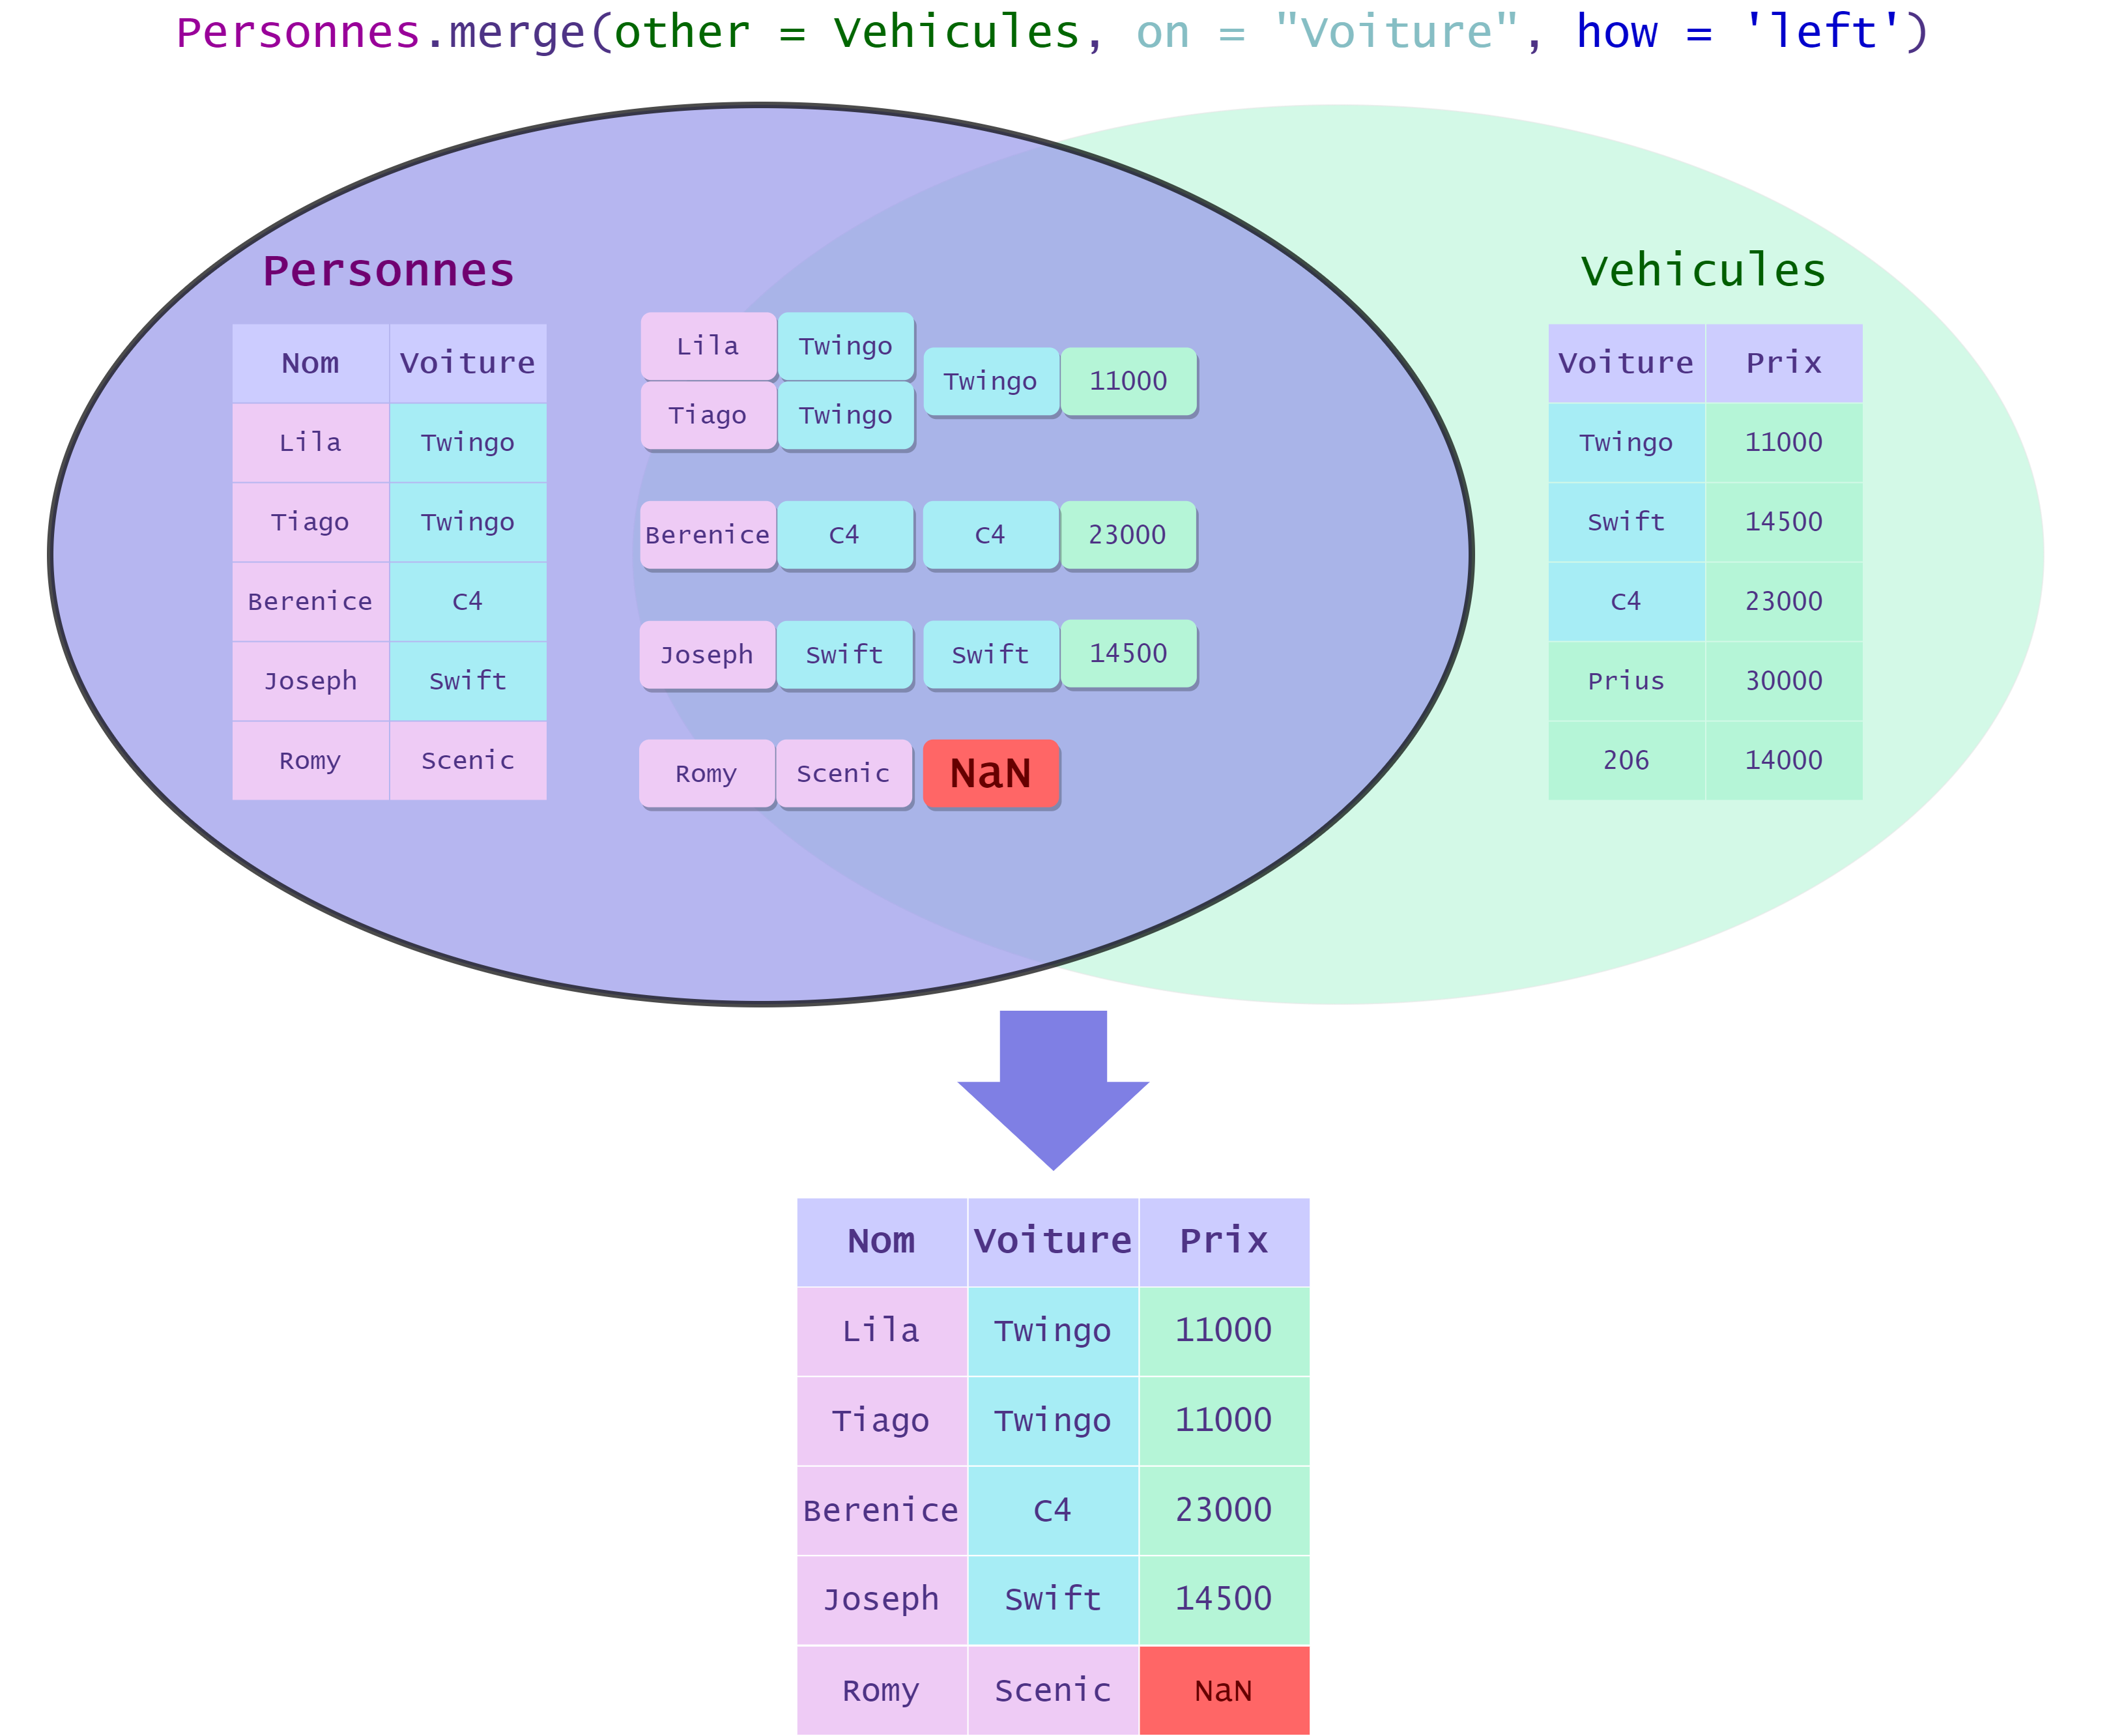 Personnes.merge(other = Vehicules, on = "Voiture", how = 'left')
Personnes
Nom Voiture
Lila Twingo
Tiago Twingo
Berenice C4
Joseph Swift
Romy Scenic
Lila Twingo
Tiago Twingo
Twingo 11000
Berenice C4 C4 23000
Joseph Swift Swift 14500
Romy Scenic NaN
Vehicules
Voiture Prix
Twingo 11000
Swift 14500
C4 23000
Prius 30000
206 14000
Nom Voiture Prix
Lila Twingo 11000
Tiago Twingo 11000
Berenice C4 23000
Joseph Swift 14500
Romy Scenic NaN